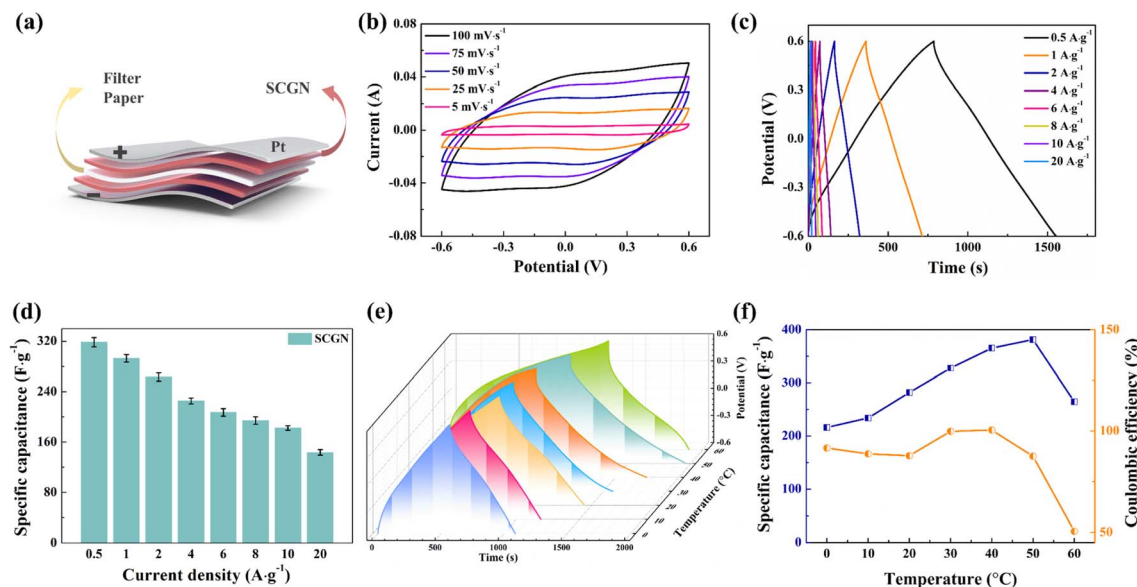 (a)
Filter
Paper
SCGN
Pt
+
−
(b)
100 mV·s⁻¹
75 mV·s⁻¹
50 mV·s⁻¹
25 mV·s⁻¹
5 mV·s⁻¹
Current (A)
0.08
0.04
0.00
-0.04
-0.08
-0.6 -0.3 0.0 0.3 0.6
Potential (V)
(c)
0.5 A·g⁻¹
1 A·g⁻¹
2 A·g⁻¹
4 A·g⁻¹
6 A·g⁻¹
8 A·g⁻¹
10 A·g⁻¹
20 A·g⁻¹
Potential (V)
0.6
0.3
0.0
-0.3
-0.6
0 500 1000 1500
Time (s)
(d)
SCGN
Specific capacitance (F·g⁻¹)
320
240
160
80
0
0.5 1 2 4 6 8 10 20
Current density (A·g⁻¹)
(e)
0.6
0.3
0.0
-0.3
-0.6
Potential (V)
60
50
40
30
20
10
0
Temperature (°C)
0 500 1000 1500 2000
Time (s)
(f)
Specific capacitance (F·g⁻¹)
400
300
200
100
0
150
100
50
Coulombic efficiency (%)
0 10 20 30 40 50 60
Temperature (°C)